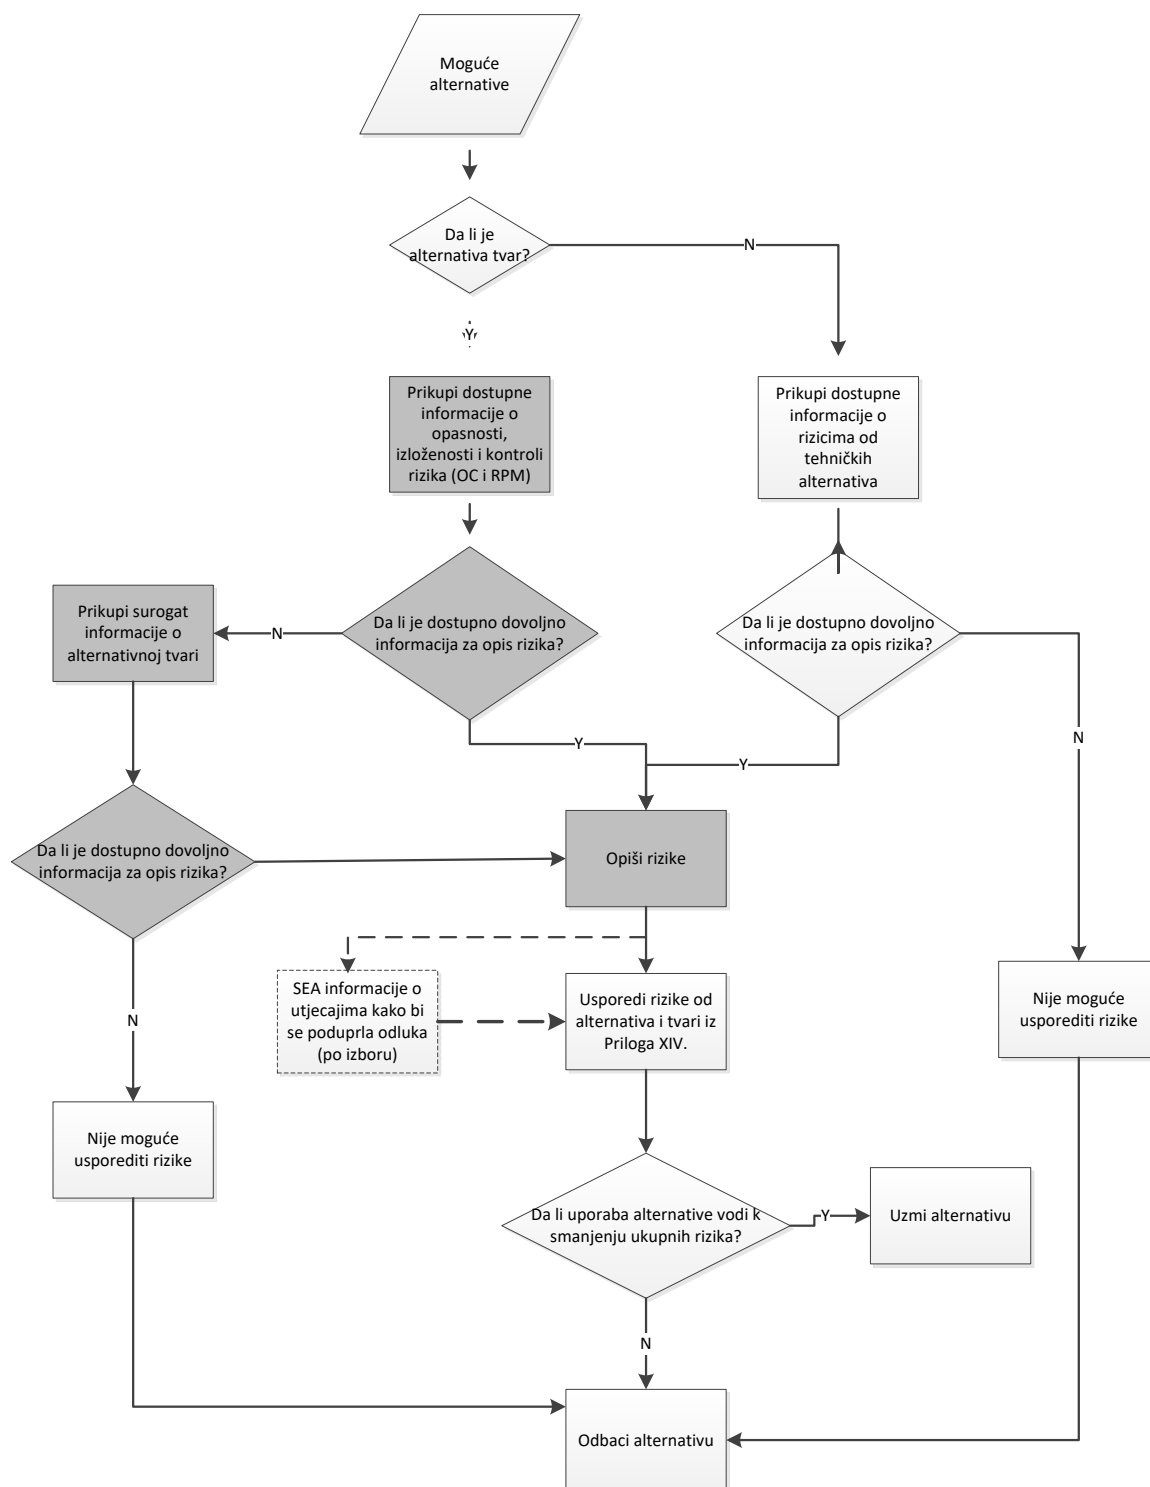 Moguće
alternative
Da li je
alternativa tvar?
N
Y
Prikupi dostupne
informacije o
opasnosti,
izloženosti i kontroli
rizika (OC i RPM)
Prikupi dostupne
informacije o
rizicima od
tehničkih
alternativa
Prikupi surogat
informacije o
alternativnoj tvari
N
Da li je dostupno dovoljno
informacija za opis rizika?
Da li je dostupno dovoljno
informacija za opis rizika?
N
Y
Y
Da li je dostupno dovoljno
informacija za opis rizika?
Opiši rizike
N
SEA informacije o
utjecajima kako bi
se poduprla odluka
(po izboru)
Usporedi rizike od
alternativa i tvari iz
Priloga XIV.
Nije moguće
usporediti rizike
Nije moguće
usporediti rizike
Da li uporaba alternative vodi k
smanjenju ukupnih rizika?
Y
Uzmi alternativu
N
Odbaci alternativu